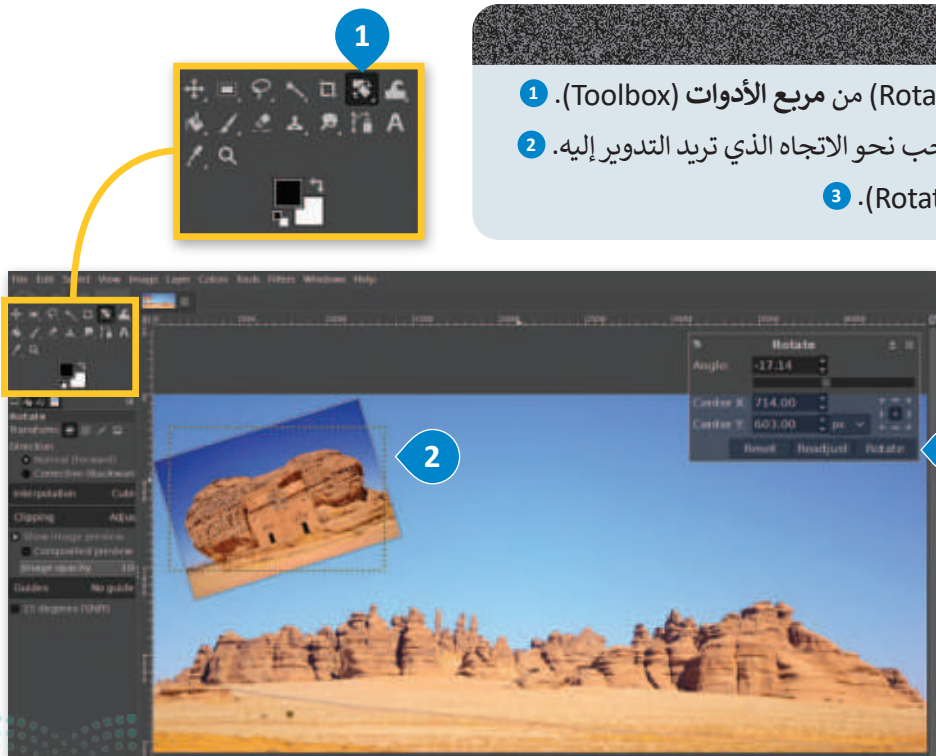 1
Rota) من مربع الأدوات (Toolbox). 1
حب نحو الاتجاه الذي تريد التدوير إليه. 2
Rotat). 3
File Edit Select View Image Layer Colors Tools Filters Windows Help
Rotate
Angle: -17.14
Center X: 714.00
Center Y: 603.00 px
Reset Readjust Rotate
Rotate
Transform:
Direction
Normal (Forward)
Corrective (Backward
Interpolation Cubi
Clipping Adjus
Show image preview
Composited preview
Image opacity
Guides No guide
15 degrees (Shift)
2